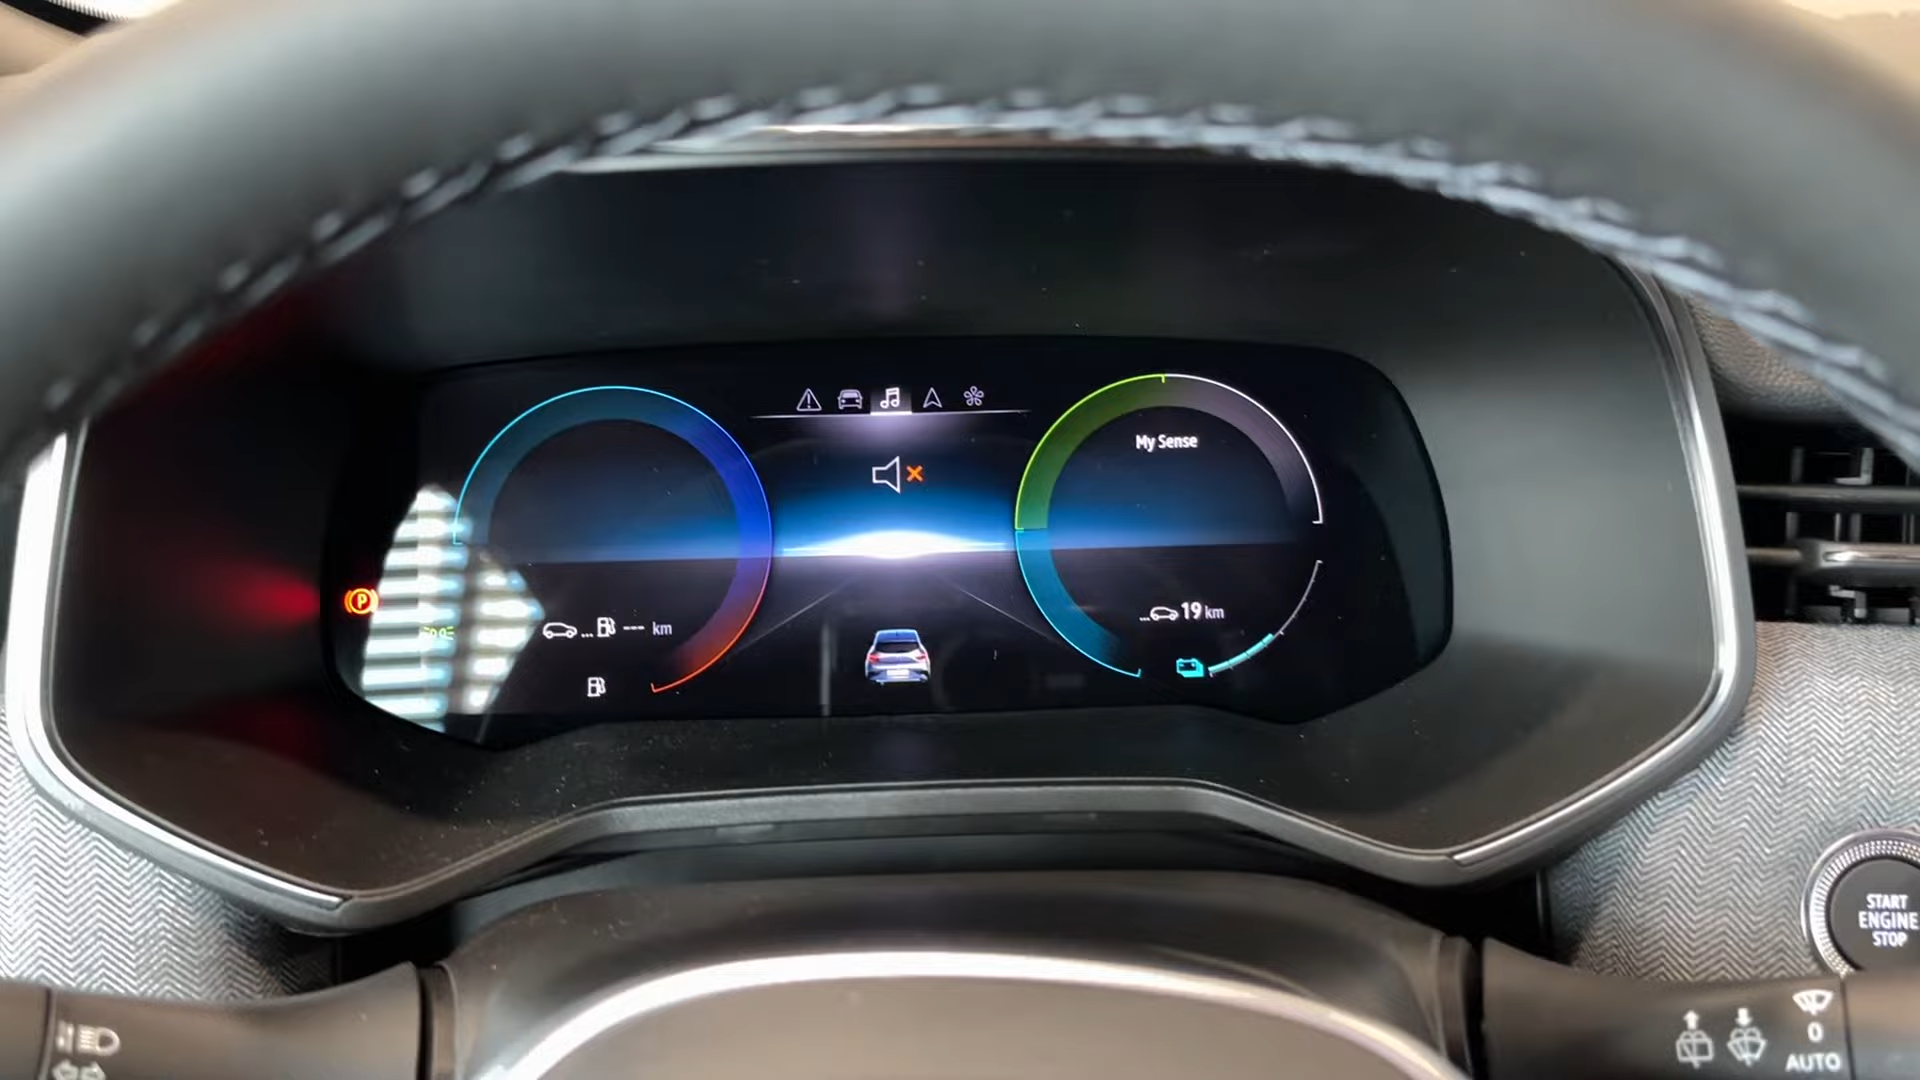 My Sense
P
... --- km
...19 km
START
ENGINE
STOP
0
AUTO